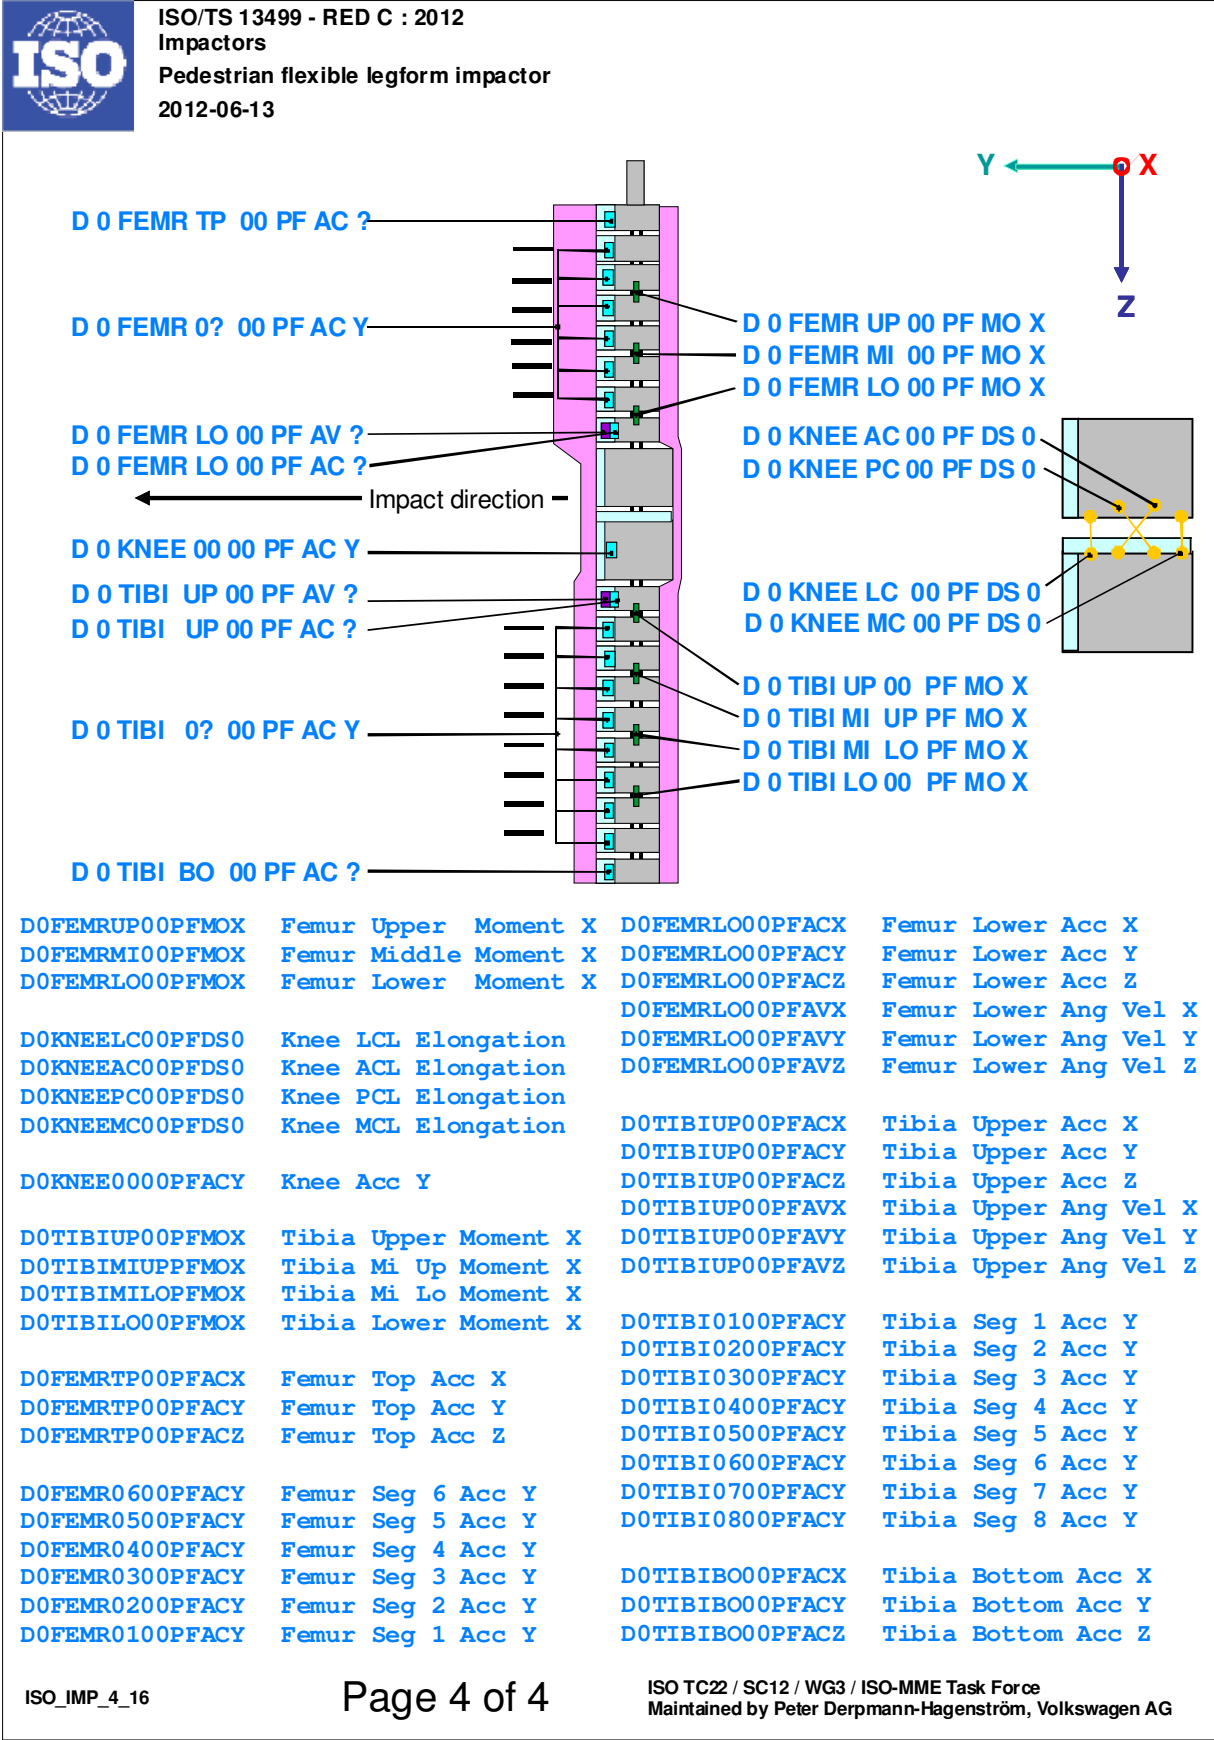 ISO
ISO/TS 13499 - RED C : 2012
Impactors
Pedestrian flexible legform impactor
2012-06-13
Y
X
Z
D 0 FEMR TP 00 PF AC ?
D 0 FEMR 0? 00 PF AC Y
D 0 FEMR LO 00 PF AV ?
D 0 FEMR LO 00 PF AC ?
Impact direction
D 0 KNEE 00 00 PF AC Y
D 0 TIBI UP 00 PF AV ?
D 0 TIBI UP 00 PF AC ?
D 0 TIBI 0? 00 PF AC Y
D 0 TIBI BO 00 PF AC ?
D 0 FEMR UP 00 PF MO X
D 0 FEMR MI 00 PF MO X
D 0 FEMR LO 00 PF MO X
D 0 KNEE AC 00 PF DS 0
D 0 KNEE PC 00 PF DS 0
D 0 KNEE LC 00 PF DS 0
D 0 KNEE MC 00 PF DS 0
D 0 TIBI UP 00 PF MO X
D 0 TIBI MI UP PF MO X
D 0 TIBI MI LO PF MO X
D 0 TIBI LO 00 PF MO X
D0FEMRUP00PFMOX Femur Upper Moment X
D0FEMRMI00PFMOX Femur Middle Moment X
D0FEMRLO00PFMOX Femur Lower Moment X
D0KNEELC00PFDS0 Knee LCL Elongation
D0KNEEAC00PFDS0 Knee ACL Elongation
D0KNEEPC00PFDS0 Knee PCL Elongation
D0KNEEMC00PFDS0 Knee MCL Elongation
D0KNEE0000PFACY Knee Acc Y
D0TIBIUP00PFMOX Tibia Upper Moment X
D0TIBIMIUPPFMOX Tibia Mi Up Moment X
D0TIBIMILOPFMOX Tibia Mi Lo Moment X
D0TIBILO00PFMOX Tibia Lower Moment X
D0FEMRTP00PFACX Femur Top Acc X
D0FEMRTP00PFACY Femur Top Acc Y
D0FEMRTP00PFACZ Femur Top Acc Z
D0FEMR0600PFACY Femur Seg 6 Acc Y
D0FEMR0500PFACY Femur Seg 5 Acc Y
D0FEMR0400PFACY Femur Seg 4 Acc Y
D0FEMR0300PFACY Femur Seg 3 Acc Y
D0FEMR0200PFACY Femur Seg 2 Acc Y
D0FEMR0100PFACY Femur Seg 1 Acc Y
D0FEMRLO00PFACX Femur Lower Acc X
D0FEMRLO00PFACY Femur Lower Acc Y
D0FEMRLO00PFACZ Femur Lower Acc Z
D0FEMRLO00PFAVX Femur Lower Ang Vel X
D0FEMRLO00PFAVY Femur Lower Ang Vel Y
D0FEMRLO00PFAVZ Femur Lower Ang Vel Z
D0TIBIUP00PFACX Tibia Upper Acc X
D0TIBIUP00PFACY Tibia Upper Acc Y
D0TIBIUP00PFACZ Tibia Upper Acc Z
D0TIBIUP00PFAVX Tibia Upper Ang Vel X
D0TIBIUP00PFAVY Tibia Upper Ang Vel Y
D0TIBIUP00PFAVZ Tibia Upper Ang Vel Z
D0TIBI0100PFACY Tibia Seg 1 Acc Y
D0TIBI0200PFACY Tibia Seg 2 Acc Y
D0TIBI0300PFACY Tibia Seg 3 Acc Y
D0TIBI0400PFACY Tibia Seg 4 Acc Y
D0TIBI0500PFACY Tibia Seg 5 Acc Y
D0TIBI0600PFACY Tibia Seg 6 Acc Y
D0TIBI0700PFACY Tibia Seg 7 Acc Y
D0TIBI0800PFACY Tibia Seg 8 Acc Y
D0TIBIBO00PFACX Tibia Bottom Acc X
D0TIBIBO00PFACY Tibia Bottom Acc Y
D0TIBIBO00PFACZ Tibia Bottom Acc Z
ISO_IMP_4_16
Page 4 of 4
ISO TC22 / SC12 / WG3 / ISO-MME Task Force
Maintained by Peter Derpmann-Hagenström, Volkswagen AG